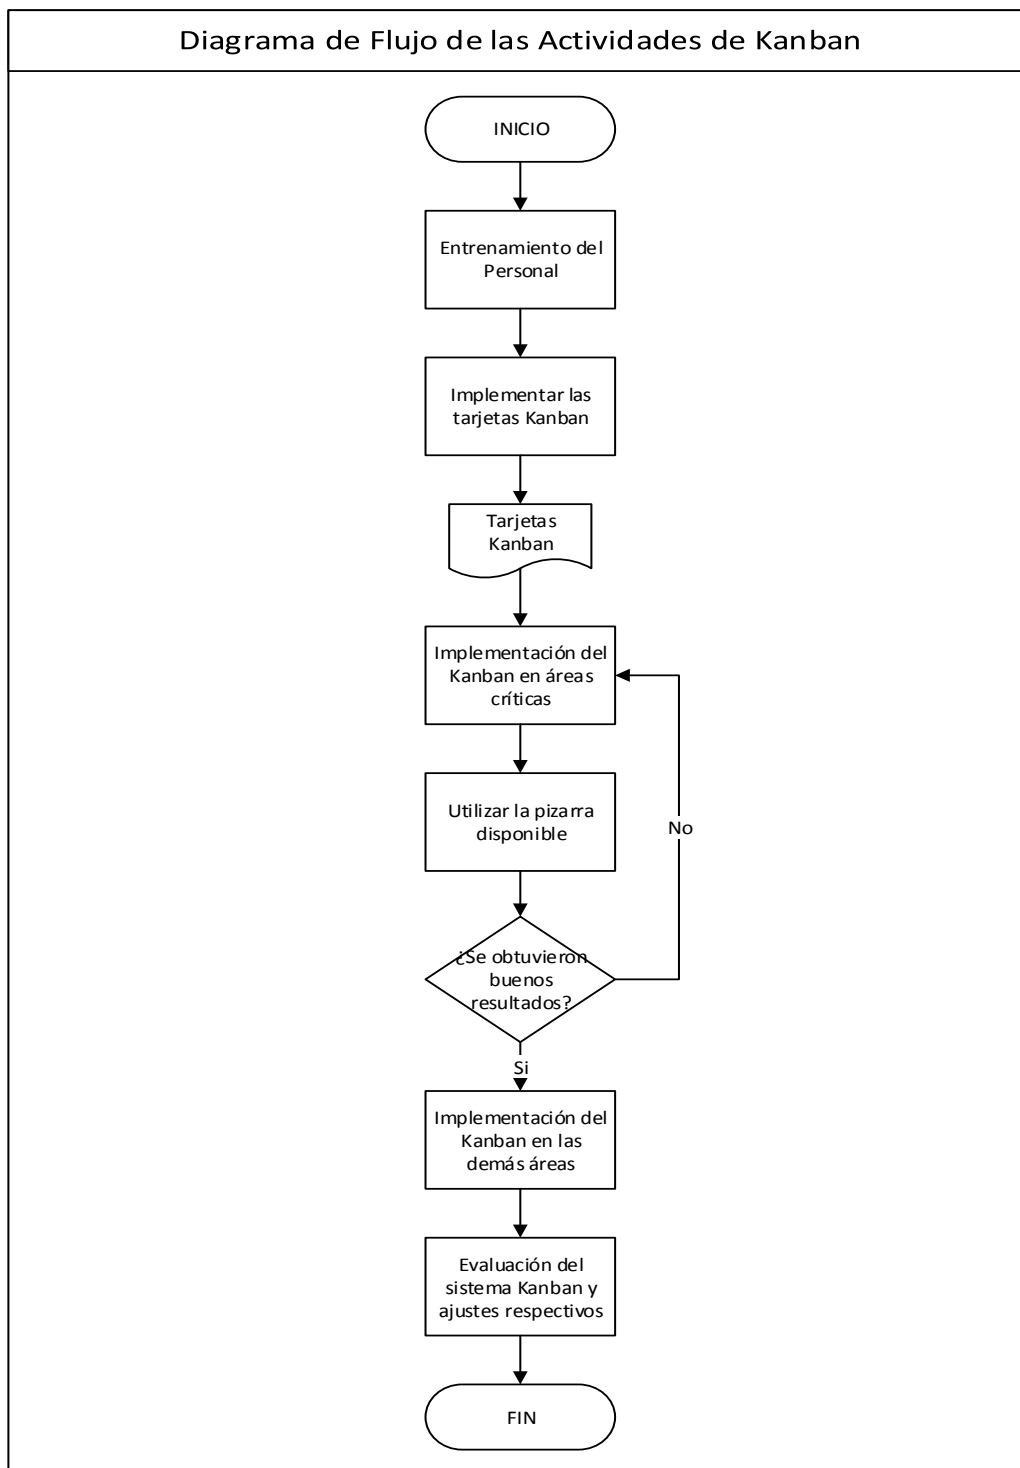 Diagrama de Flujo de las Actividades de Kanban
INICIO
Entrenamiento del
Personal
Implementar las
tarjetas Kanban
Tarjetas
Kanban
Implementación del
Kanban en áreas
críticas
Utilizar la pizarra
disponible
No
¿Se obtuvieron
buenos
resultados?
Si
Implementación del
Kanban en las
demás áreas
Evaluación del
sistema Kanban y
ajustes respectivos
FIN